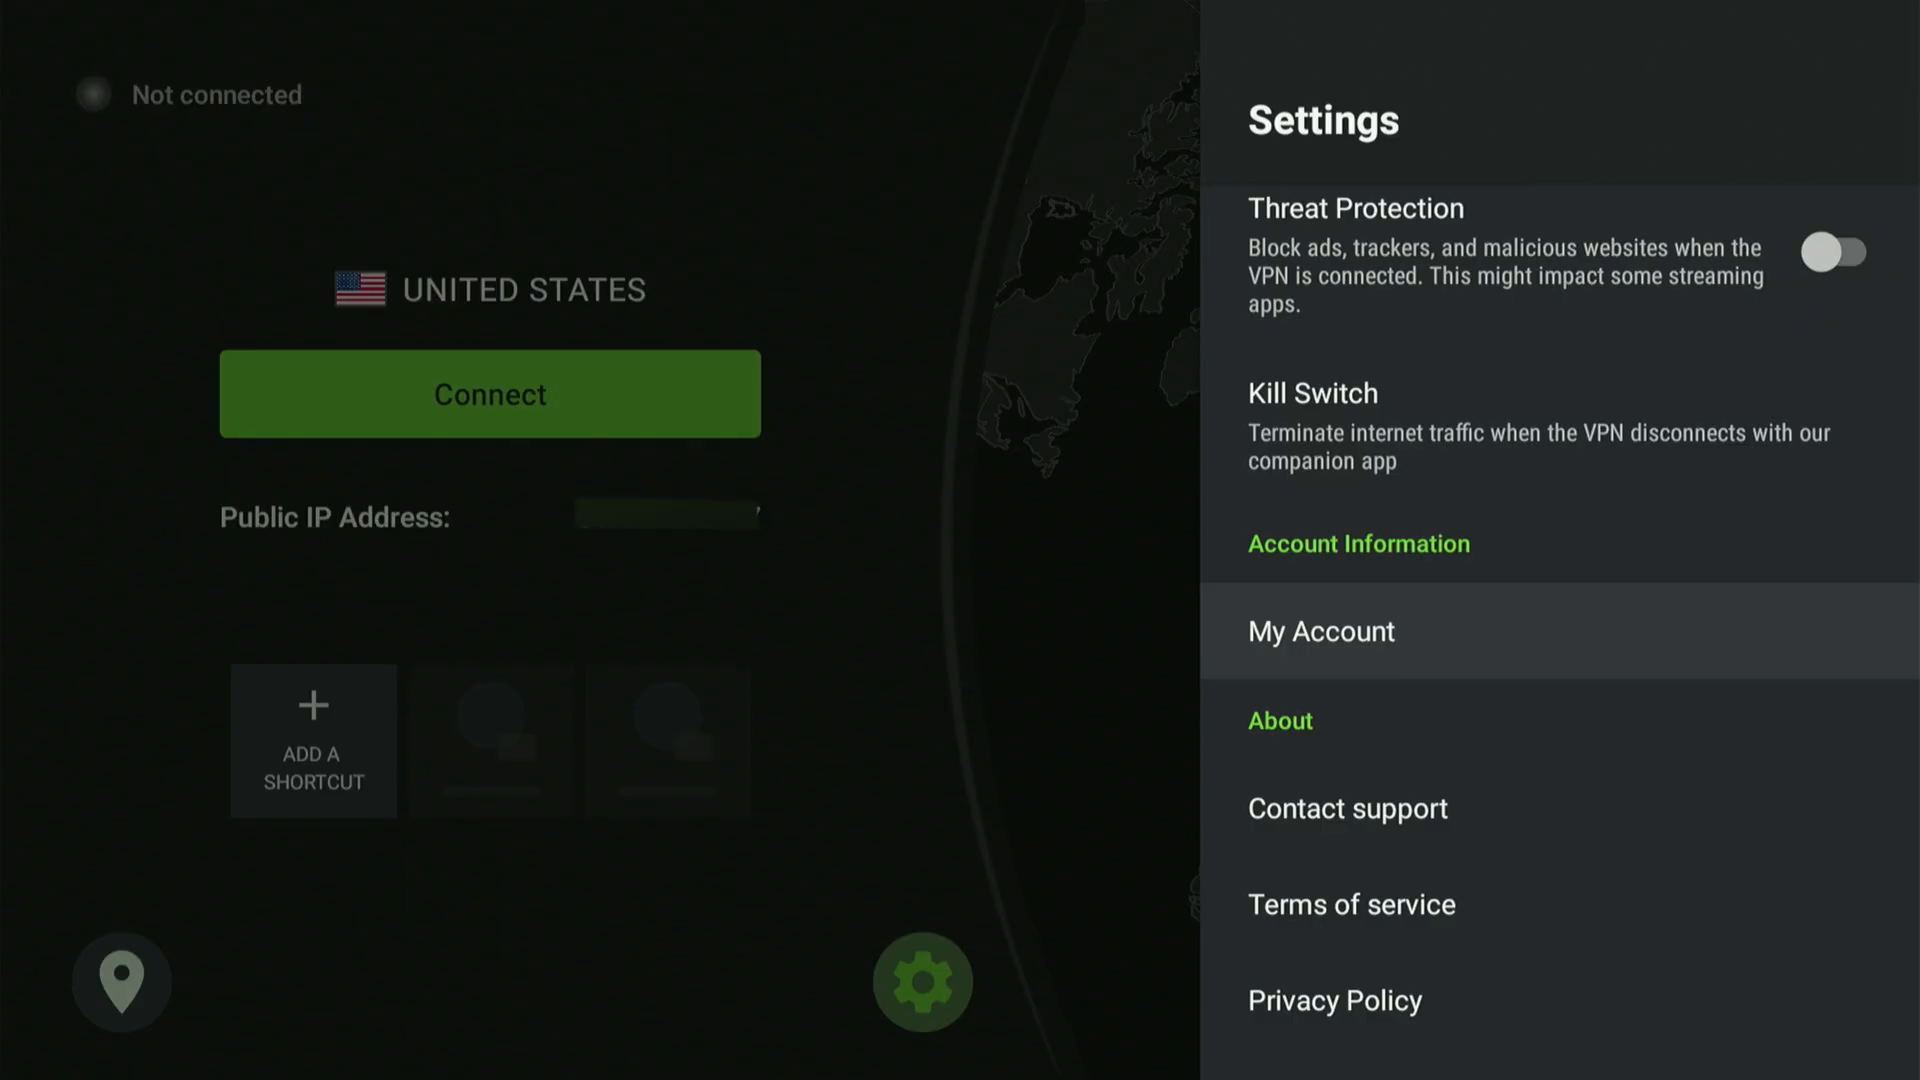 Not connected
UNITED STATES
Connect
Public IP Address:
ADD A
SHORTCUT
Settings
Threat Protection
Block ads, trackers, and malicious websites when the
VPN is connected. This might impact some streaming
apps.
Kill Switch
Terminate internet traffic when the VPN disconnects with our
companion app
Account Information
My Account
About
Contact support
Terms of service
Privacy Policy